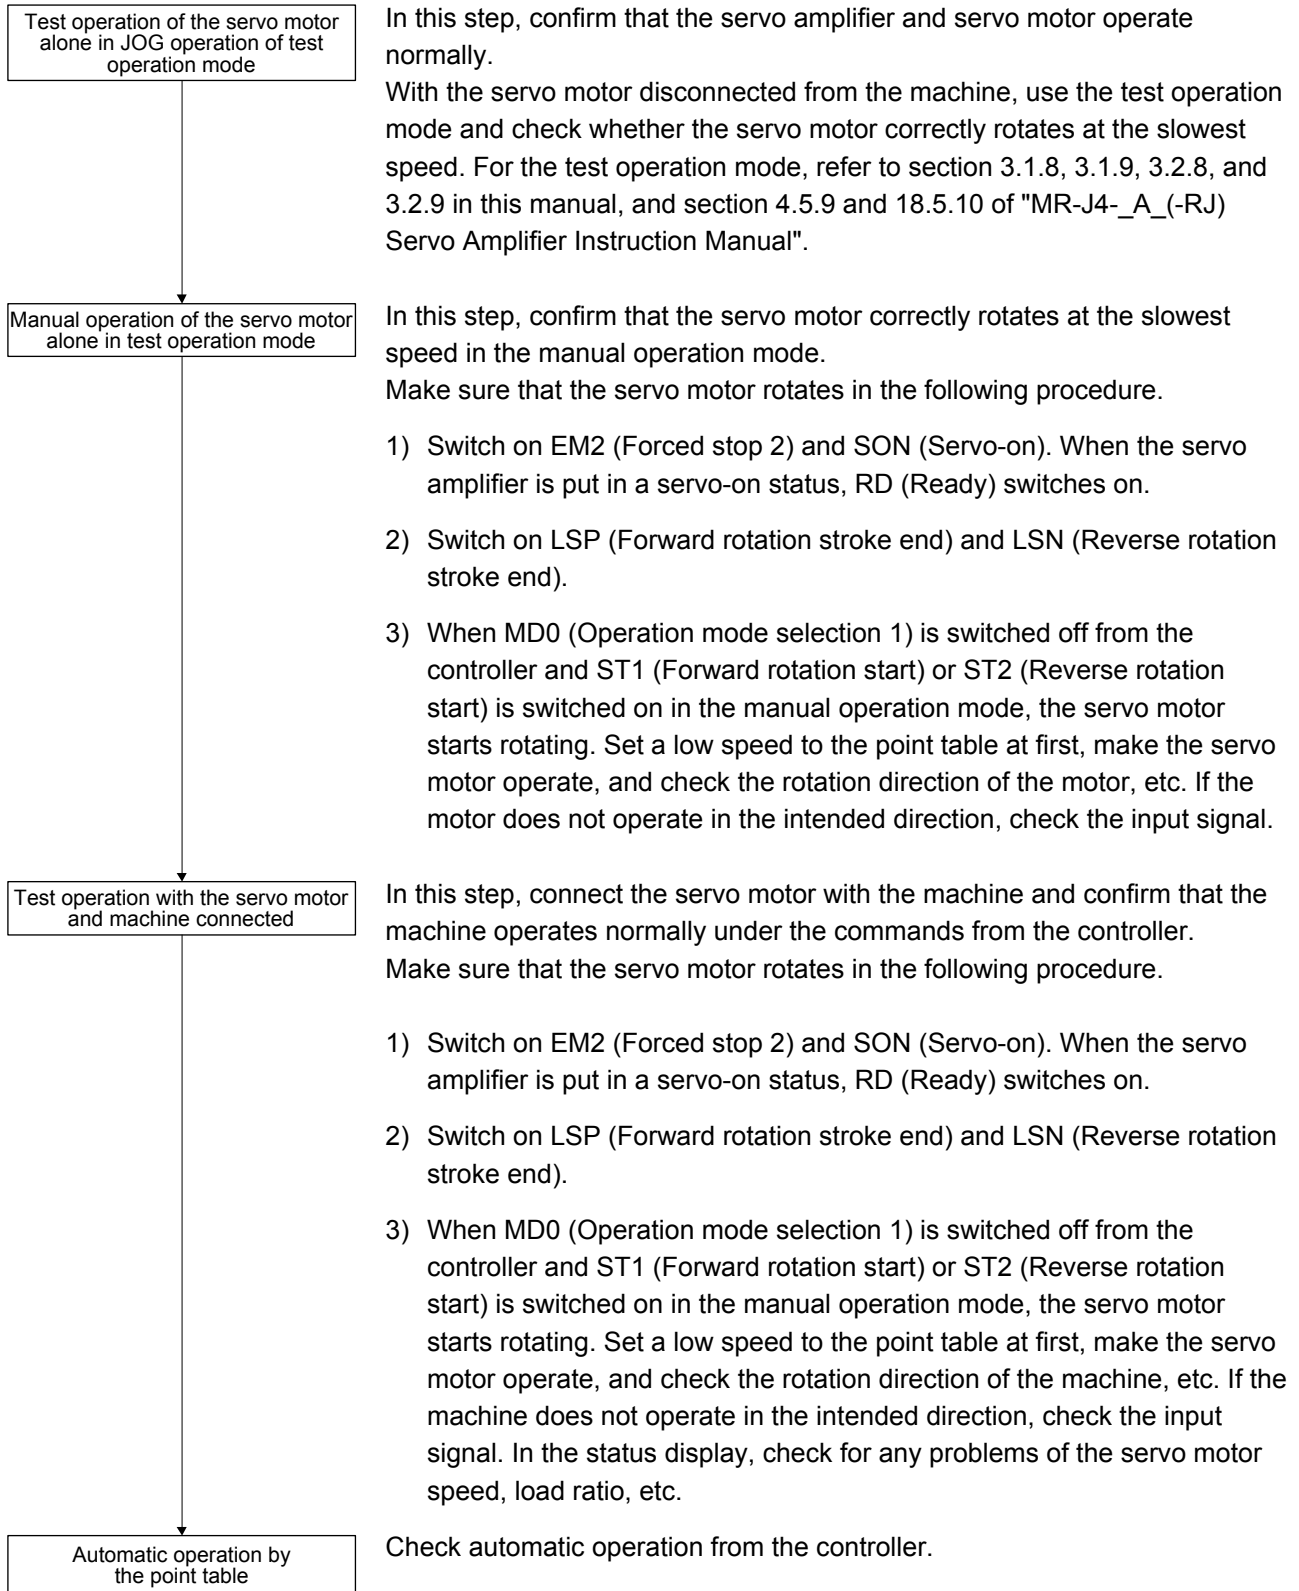 Test operation of the servo motor
alone in JOG operation of test
operation mode
In this step, confirm that the servo amplifier and servo motor operate
normally.
With the servo motor disconnected from the machine, use the test operation
mode and check whether the servo motor correctly rotates at the slowest
speed. For the test operation mode, refer to section 3.1.8, 3.1.9, 3.2.8, and
3.2.9 in this manual, and section 4.5.9 and 18.5.10 of "MR-J4-_A_(-RJ)
Servo Amplifier Instruction Manual".
Manual operation of the servo motor
alone in test operation mode
In this step, confirm that the servo motor correctly rotates at the slowest
speed in the manual operation mode.
Make sure that the servo motor rotates in the following procedure.
1) Switch on EM2 (Forced stop 2) and SON (Servo-on). When the servo
amplifier is put in a servo-on status, RD (Ready) switches on.
2) Switch on LSP (Forward rotation stroke end) and LSN (Reverse rotation
stroke end).
3) When MD0 (Operation mode selection 1) is switched off from the
controller and ST1 (Forward rotation start) or ST2 (Reverse rotation
start) is switched on in the manual operation mode, the servo motor
starts rotating. Set a low speed to the point table at first, make the servo
motor operate, and check the rotation direction of the motor, etc. If the
motor does not operate in the intended direction, check the input signal.
Test operation with the servo motor
and machine connected
In this step, connect the servo motor with the machine and confirm that the
machine operates normally under the commands from the controller.
Make sure that the servo motor rotates in the following procedure.
1) Switch on EM2 (Forced stop 2) and SON (Servo-on). When the servo
amplifier is put in a servo-on status, RD (Ready) switches on.
2) Switch on LSP (Forward rotation stroke end) and LSN (Reverse rotation
stroke end).
3) When MD0 (Operation mode selection 1) is switched off from the
controller and ST1 (Forward rotation start) or ST2 (Reverse rotation
start) is switched on in the manual operation mode, the servo motor
starts rotating. Set a low speed to the point table at first, make the servo
motor operate, and check the rotation direction of the machine, etc. If the
machine does not operate in the intended direction, check the input
signal. In the status display, check for any problems of the servo motor
speed, load ratio, etc.
Automatic operation by
the point table
Check automatic operation from the controller.